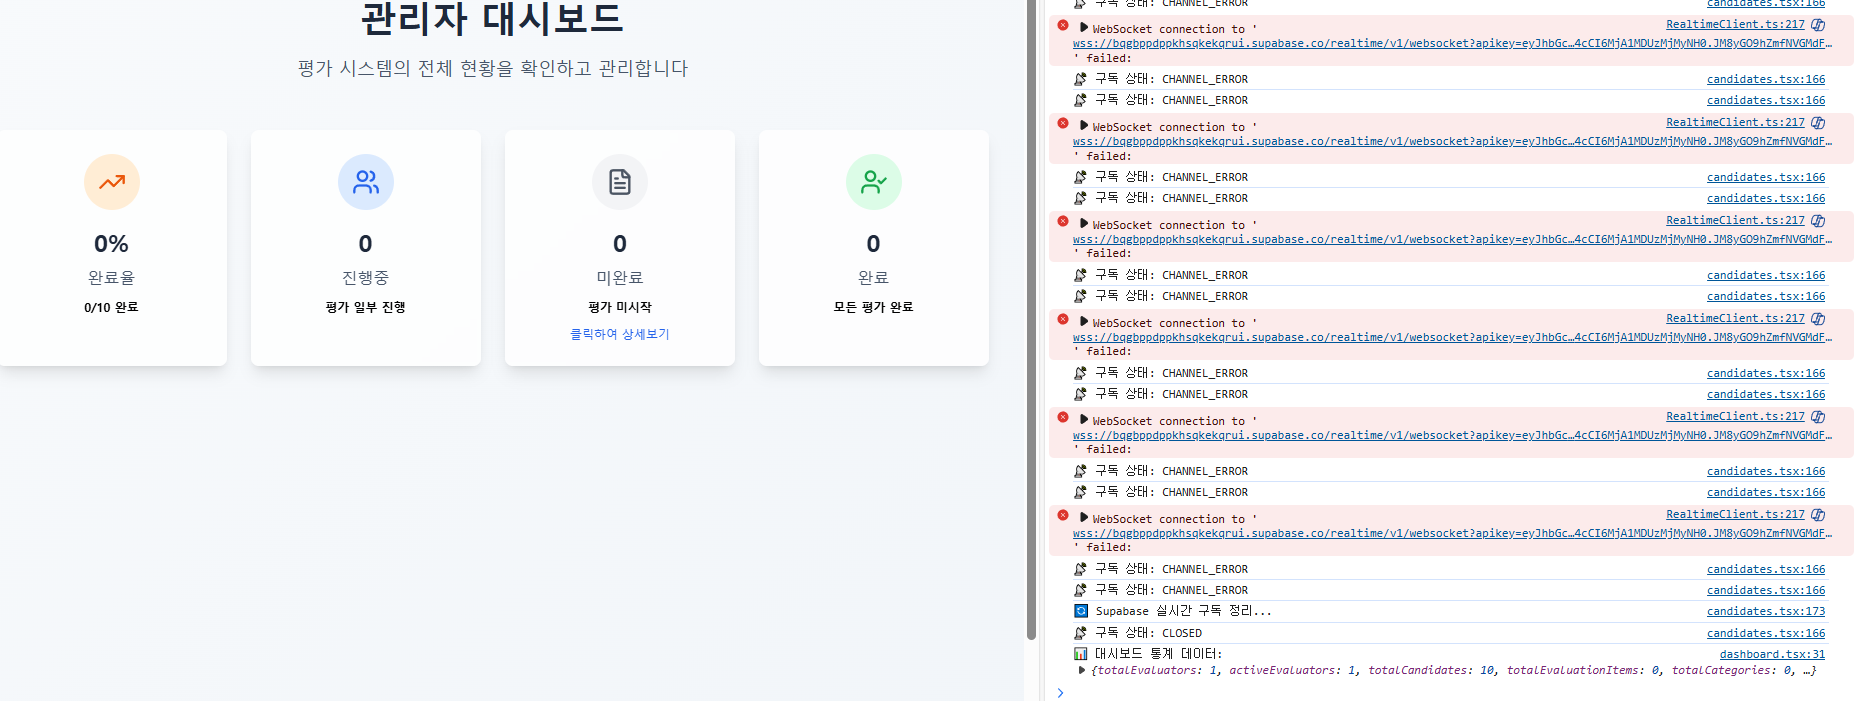 관리자 대시보드
평가 시스템의 전체 현황을 확인하고 관리합니다
0%
완료율
0/10 완료
0
진행중
평가 일부 진행
0
미완료
평가 미시작
클릭하여 상세보기
0
완료
모든 평가 완료
구독 상태: CHANNEL_ERROR candidates.tsx:166
WebSocket connection to ' RealtimeClient.ts:217
wss://bqgbppdppkhsqkekqrui.supabase.co/realtime/v1/websocket?apikey=eyJhbGc…4cCI6MjA1MDUzMjMyNH0.JM8yGO9hZmfNVGMdF…
' failed:
구독 상태: CHANNEL_ERROR candidates.tsx:166
구독 상태: CHANNEL_ERROR candidates.tsx:166
WebSocket connection to ' RealtimeClient.ts:217
wss://bqgbppdppkhsqkekqrui.supabase.co/realtime/v1/websocket?apikey=eyJhbGc…4cCI6MjA1MDUzMjMyNH0.JM8yGO9hZmfNVGMdF…
' failed:
구독 상태: CHANNEL_ERROR candidates.tsx:166
구독 상태: CHANNEL_ERROR candidates.tsx:166
WebSocket connection to ' RealtimeClient.ts:217
wss://bqgbppdppkhsqkekqrui.supabase.co/realtime/v1/websocket?apikey=eyJhbGc…4cCI6MjA1MDUzMjMyNH0.JM8yGO9hZmfNVGMdF…
' failed:
구독 상태: CHANNEL_ERROR candidates.tsx:166
구독 상태: CHANNEL_ERROR candidates.tsx:166
WebSocket connection to ' RealtimeClient.ts:217
wss://bqgbppdppkhsqkekqrui.supabase.co/realtime/v1/websocket?apikey=eyJhbGc…4cCI6MjA1MDUzMjMyNH0.JM8yGO9hZmfNVGMdF…
' failed:
구독 상태: CHANNEL_ERROR candidates.tsx:166
구독 상태: CHANNEL_ERROR candidates.tsx:166
WebSocket connection to ' RealtimeClient.ts:217
wss://bqgbppdppkhsqkekqrui.supabase.co/realtime/v1/websocket?apikey=eyJhbGc…4cCI6MjA1MDUzMjMyNH0.JM8yGO9hZmfNVGMdF…
' failed:
구독 상태: CHANNEL_ERROR candidates.tsx:166
구독 상태: CHANNEL_ERROR candidates.tsx:166
WebSocket connection to ' RealtimeClient.ts:217
wss://bqgbppdppkhsqkekqrui.supabase.co/realtime/v1/websocket?apikey=eyJhbGc…4cCI6MjA1MDUzMjMyNH0.JM8yGO9hZmfNVGMdF…
' failed:
구독 상태: CHANNEL_ERROR candidates.tsx:166
구독 상태: CHANNEL_ERROR candidates.tsx:166
Supabase 실시간 구독 정리... candidates.tsx:173
구독 상태: CLOSED candidates.tsx:166
대시보드 통계 데이터: dashboard.tsx:31
{totalEvaluators: 1, activeEvaluators: 1, totalCandidates: 10, totalEvaluationItems: 0, totalCategories: 0, …}